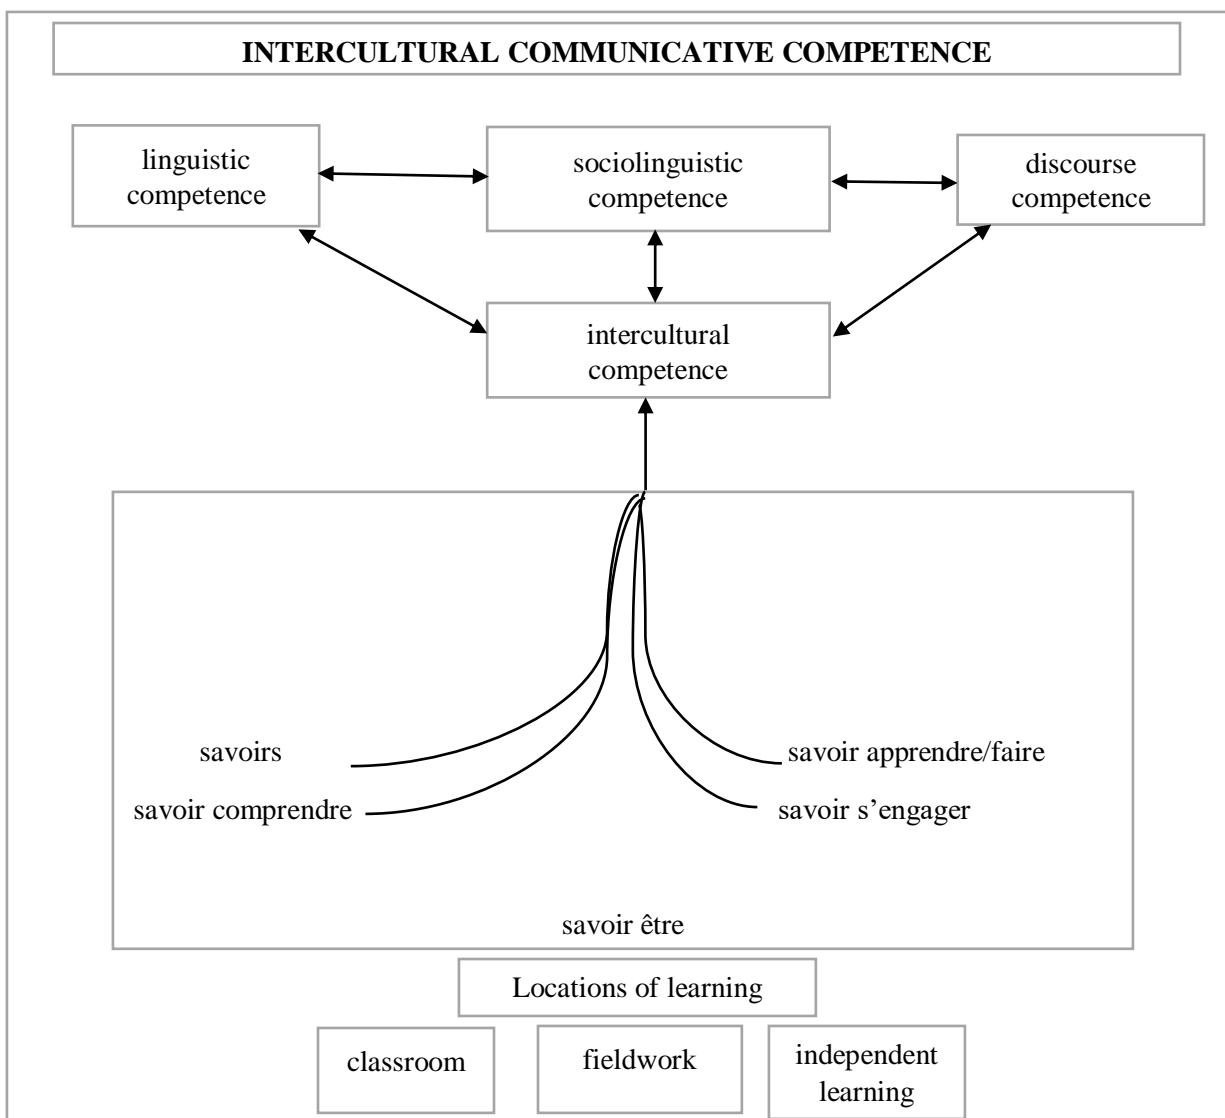 INTERCULTURAL COMMUNICATIVE COMPETENCE
linguistic
competence
sociolinguistic
competence
discourse
competence
intercultural
competence
savoirs
savoir apprendre/faire
savoir comprendre
savoir s’engager
savoir être
Locations of learning
classroom
fieldwork
independent
learning